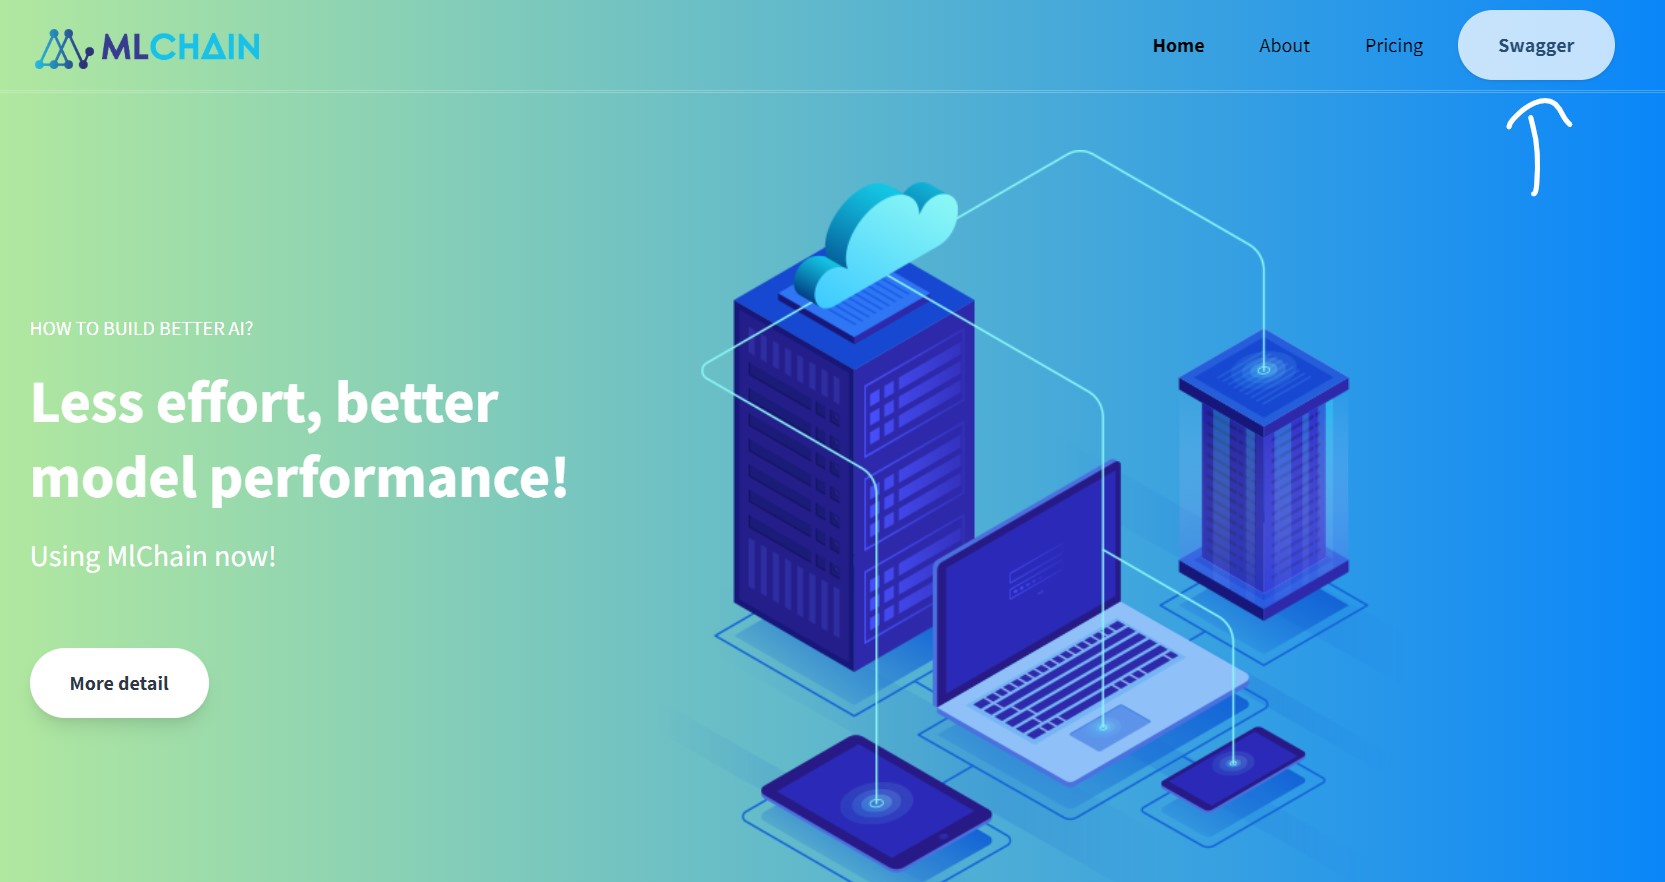 MLCHAIN
Home About Pricing Swagger
HOW TO BUILD BETTER AI?
Less effort, better
model performance!
Using MlChain now!
More detail